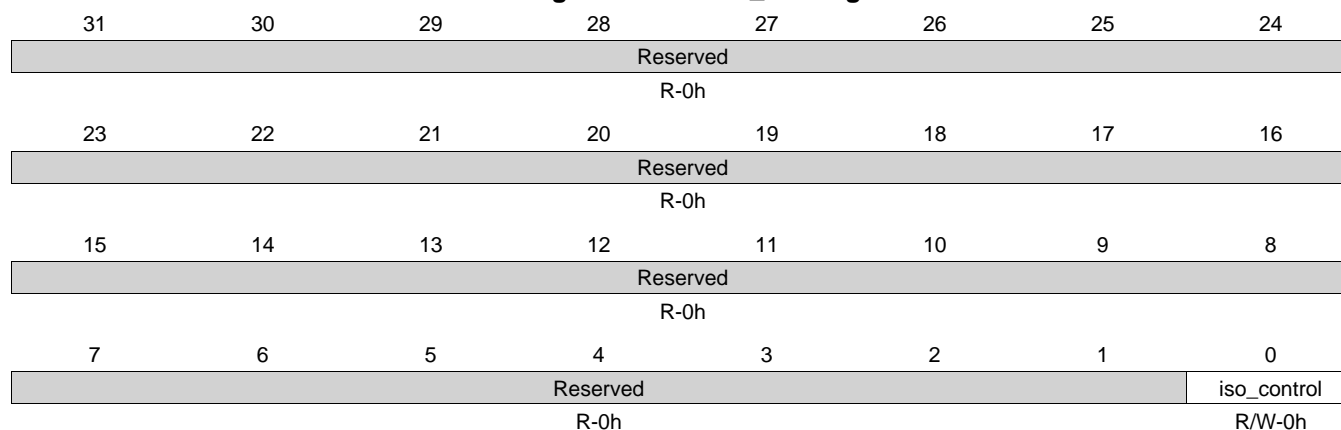 31 30 29 28 27 26 25 24
Reserved
R-0h
23 22 21 20 19 18 17 16
Reserved
R-0h
15 14 13 12 11 10 9 8
Reserved
R-0h
7 6 5 4 3 2 1 0
Reserved iso_control
R-0h R/W-0h